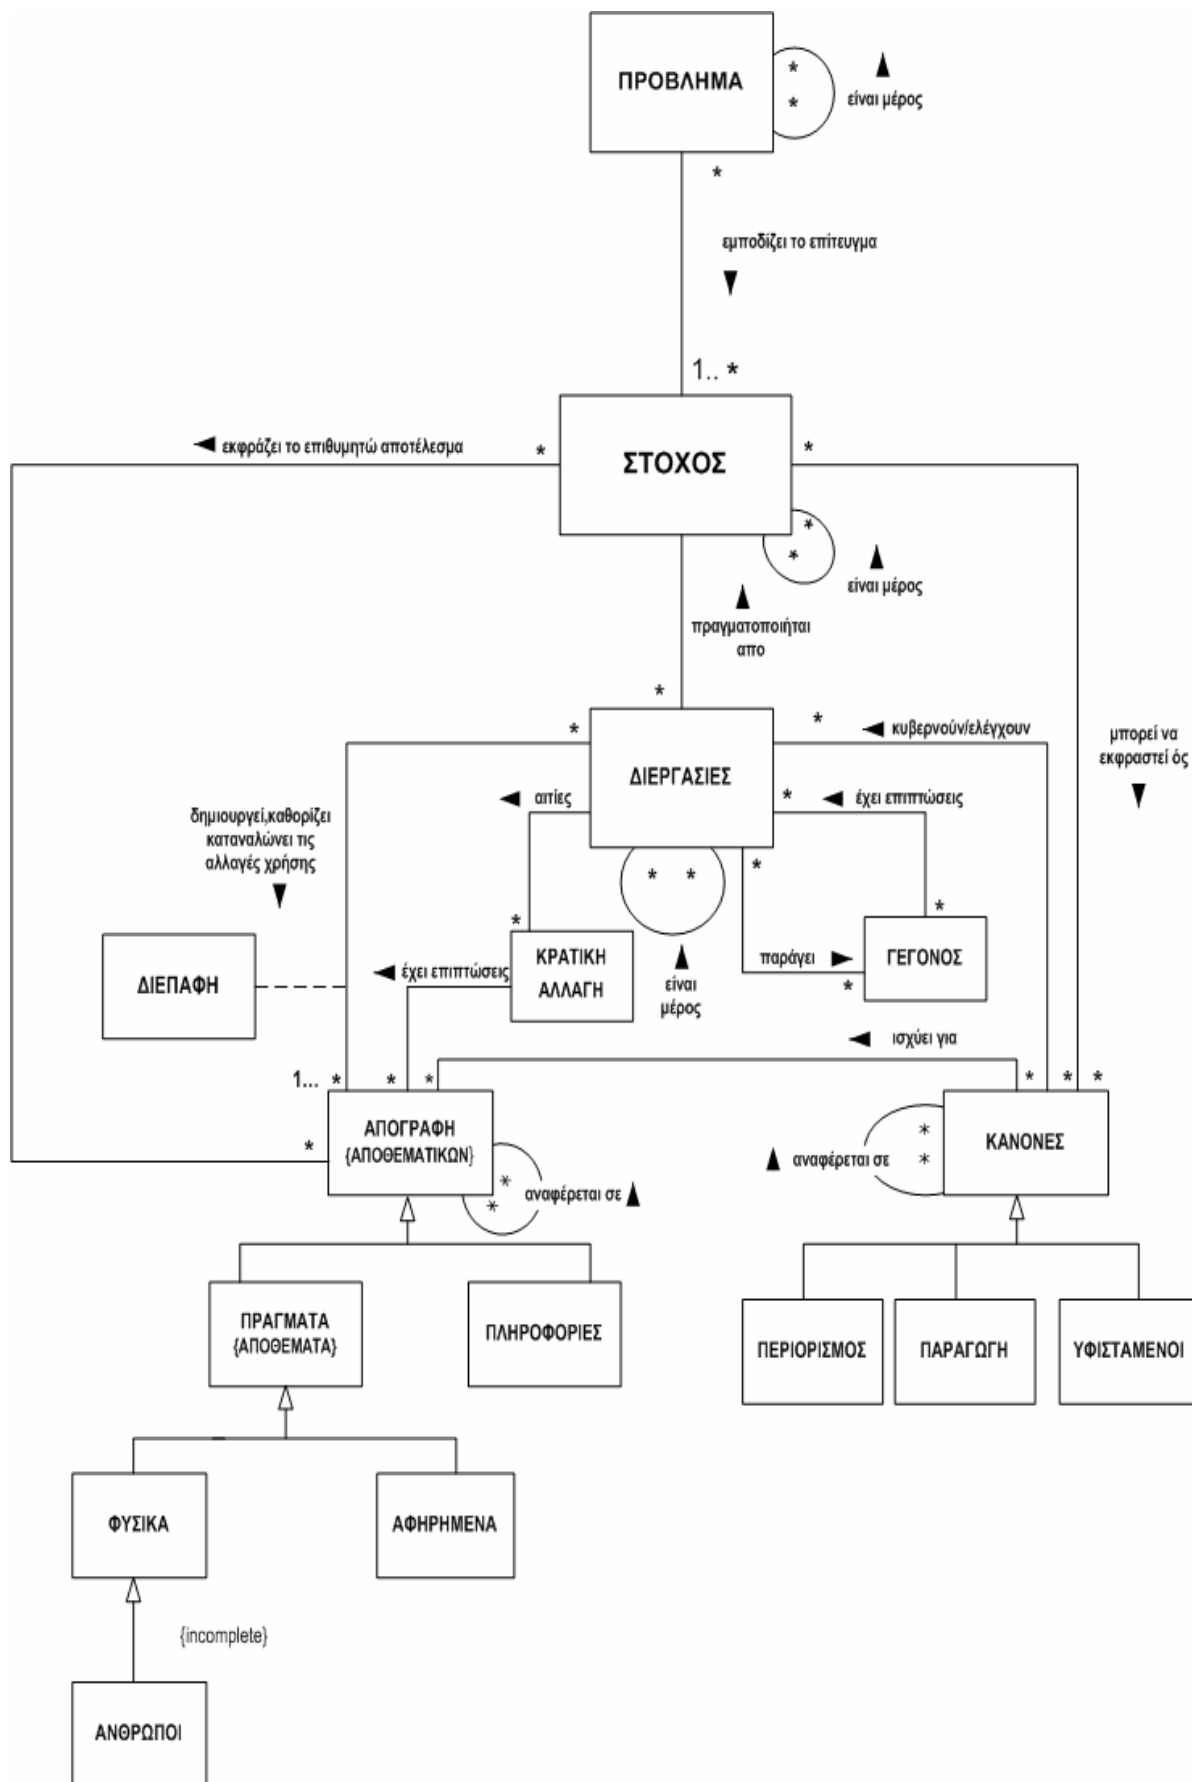 ΠΡΟΒΛΗΜΑ
*
*
είναι μέρος
*
εμποδίζει το επίτευγμα
1.. *
εκφράζει το επιθυμητώ αποτέλεσμα
*
ΣΤΟΧΟΣ
*
*
*
είναι μέρος
πραγματοποιήται
απο
*
*
ΔΙΕΡΓΑΣΙΕΣ
*
κυβερνούν/ελέγχουν
μπορεί να
εκφραστεί ός
αιτίες
*
έχει επιπτώσεις
δημιουργεί,καθορίζει
καταναλώνει τις
αλλαγές χρήσης
* *
*
*
*
ΔΙΕΠΑΦΗ
έχει επιπτώσεις
ΚΡΑΤΙΚΗ
ΑΛΛΑΓΗ
είναι
μέρος
παράγει
*
ΓΕΓΟΝΟΣ
ισχύει για
1... *
*
*
*
*
*
*
ΑΠΟΓΡΑΦΗ
{ΑΠΟΘΕΜΑΤΙΚΩΝ}
*
*
αναφέρεται σε
αναφέρεται σε
*
*
ΚΑΝΟΝΕΣ
ΠΡΑΓΜΑΤΑ
{ΑΠΟΘΕΜΑΤΑ}
ΠΛΗΡΟΦΟΡΙΕΣ
ΠΕΡΙΟΡΙΣΜΟΣ
ΠΑΡΑΓΩΓΗ
ΥΦΙΣΤΑΜΕΝΟΙ
ΦΥΣΙΚΑ
ΑΦΗΡΗΜΕΝΑ
{incomplete}
ΑΝΘΡΩΠΟΙ